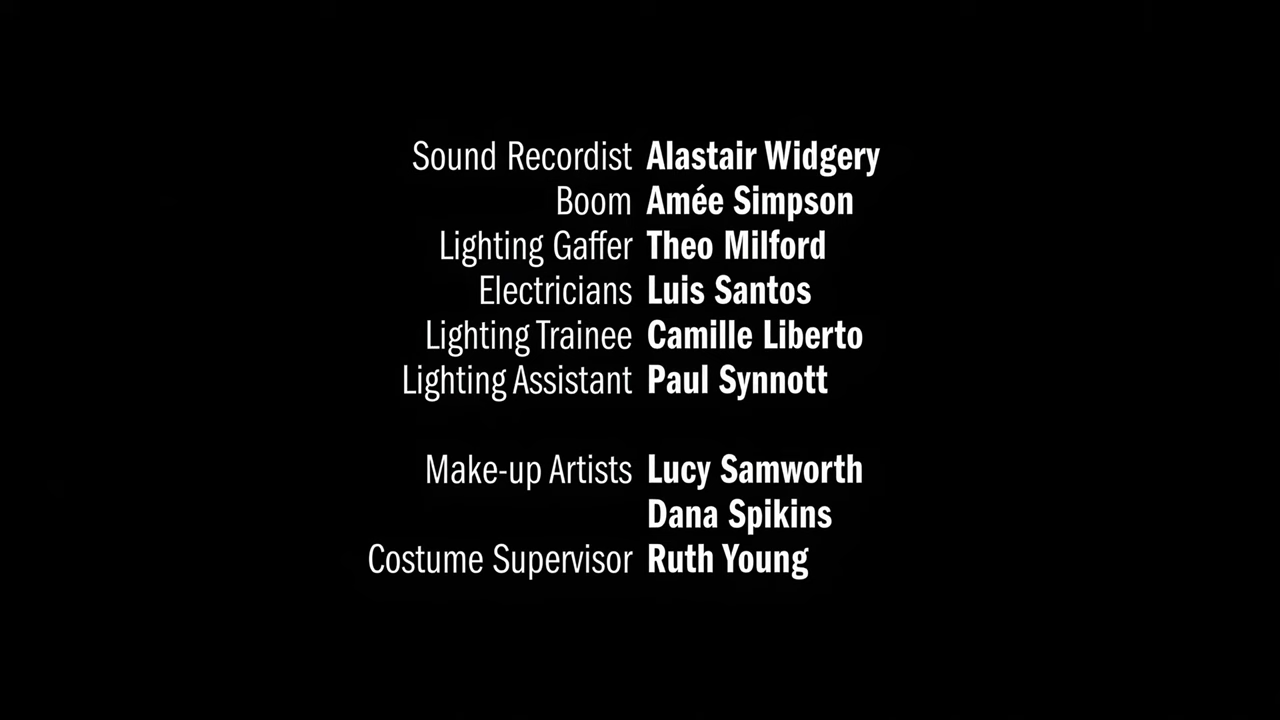 Sound Recordist Alastair Widgery
Boom Amée Simpson
Lighting Gaffer Theo Milford
Electricians Luis Santos
Lighting Trainee Camille Liberto
Lighting Assistant Paul Synnott
Make-up Artists Lucy Samworth
Dana Spikins
Costume Supervisor Ruth Young